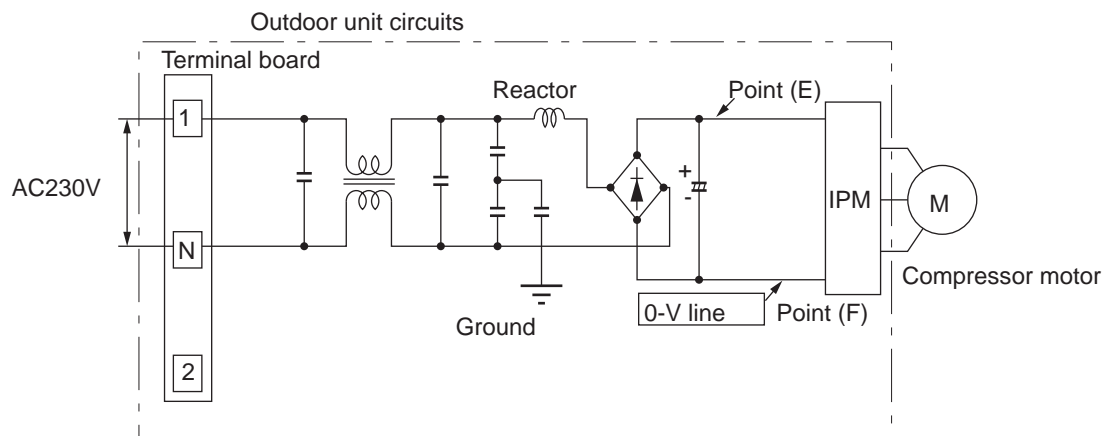 Outdoor unit circuits
Terminal board
Reactor
Point (E)
1
AC230V
+
-
IPM
M
N
Compressor motor
0-V line
Point (F)
Ground
2